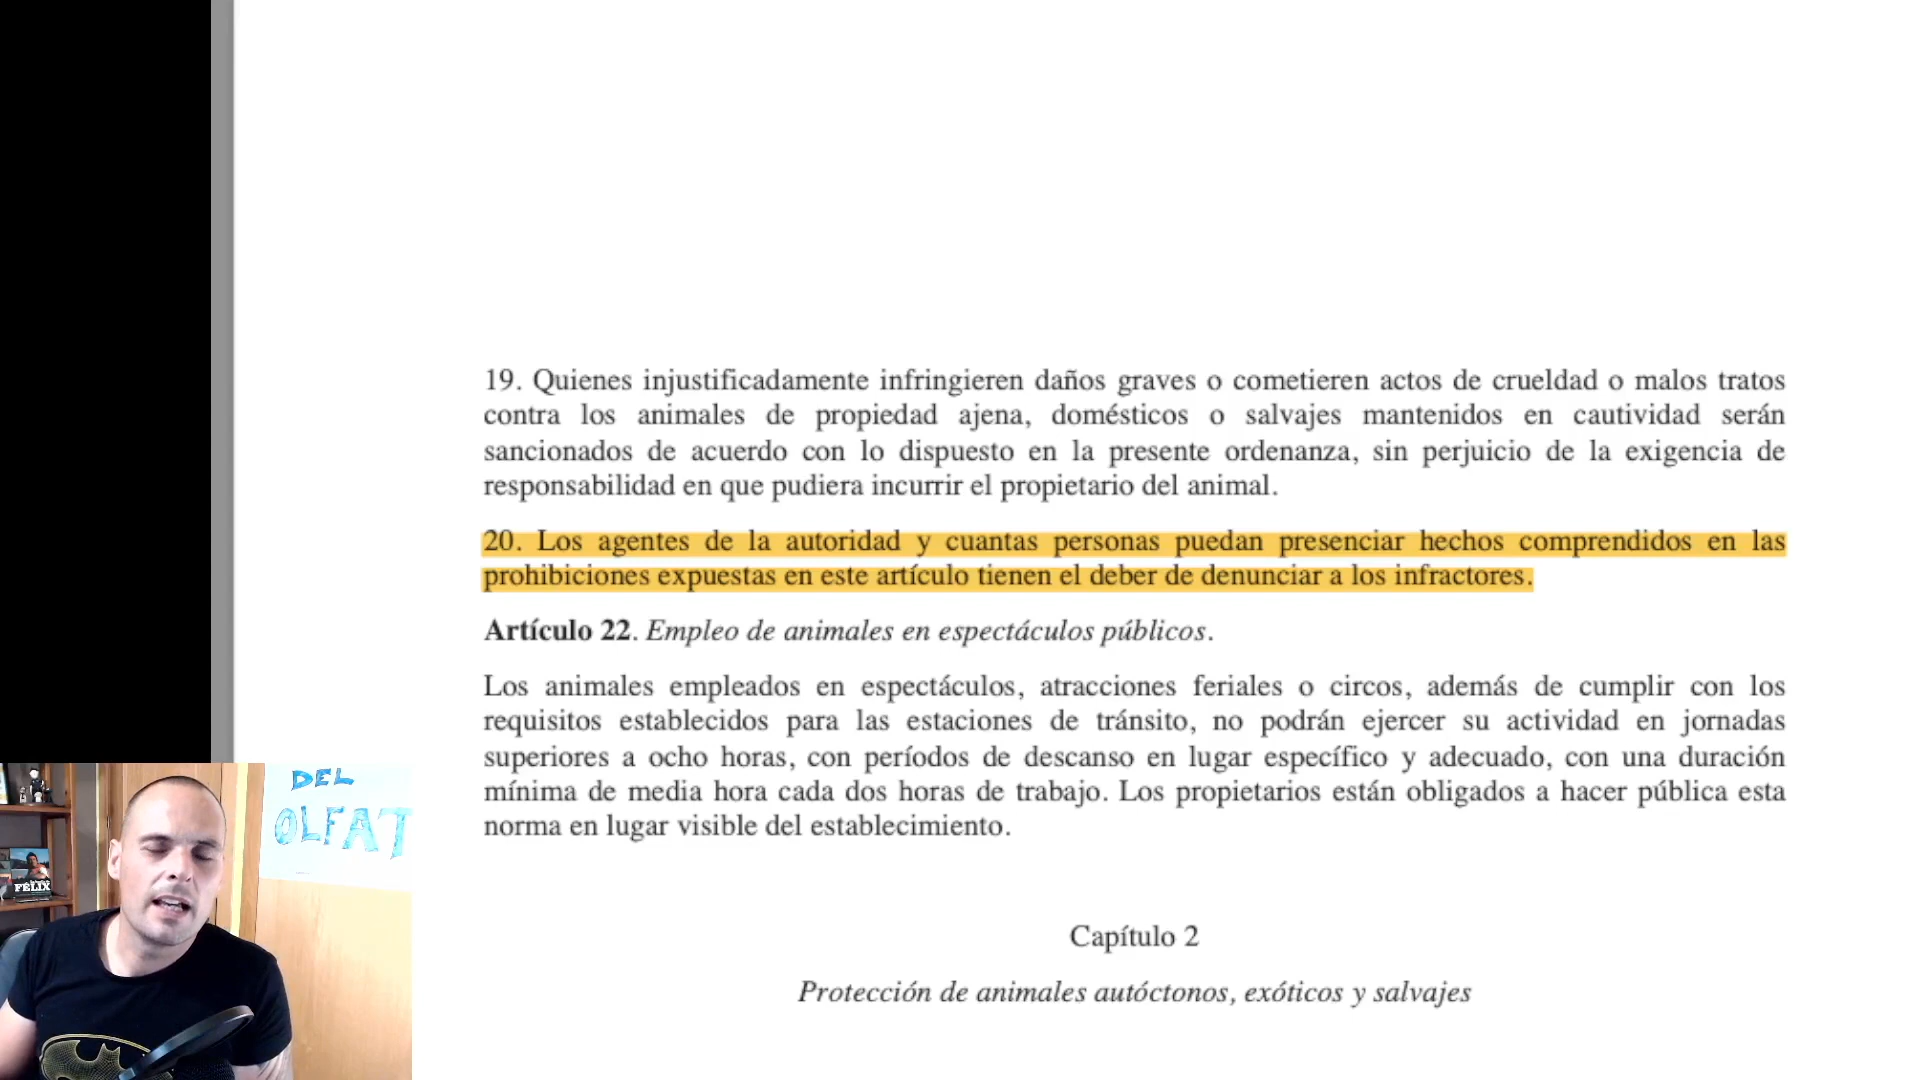 19. Quienes injustificadamente infringieren daños graves o cometieren actos de crueldad o malos tratos
contra los animales de propiedad ajena, domésticos o salvajes mantenidos en cautividad serán
sancionados de acuerdo con lo dispuesto en la presente ordenanza, sin perjuicio de la exigencia de
responsabilidad en que pudiera incurrir el propietario del animal.
20. Los agentes de la autoridad y cuantas personas puedan presenciar hechos comprendidos en las
prohibiciones expuestas en este artículo tienen el deber de denunciar a los infractores.
Artículo 22. Empleo de animales en espectáculos públicos.
Los animales empleados en espectáculos, atracciones feriales o circos, además de cumplir con los
requisitos establecidos para las estaciones de tránsito, no podrán ejercer su actividad en jornadas
superiores a ocho horas, con períodos de descanso en lugar específico y adecuado, con una duración
mínima de media hora cada dos horas de trabajo. Los propietarios están obligados a hacer pública esta
norma en lugar visible del establecimiento.
Capítulo 2
Protección de animales autóctonos, exóticos y salvajes
DEL
OLFAT
FÉLIX